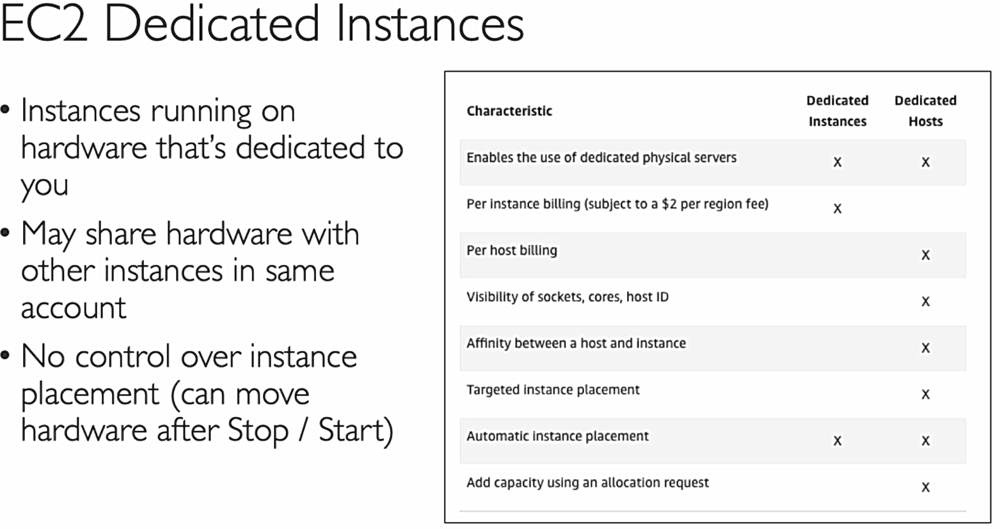 EC2 Dedicated Instances
• Instances running on
hardware that's dedicated to
you
• May share hardware with
other instances in same
account
• No control over instance
placement (can move
hardware after Stop / Start)
Characteristic
Dedicated
Instances
Dedicated
Hosts
Enables the use of dedicated physical servers X X
Per instance billing (subject to a $2 per region fee) X
Per host billing X
Visibility of sockets, cores, host ID X
Affinity between a host and instance X
Targeted instance placement X
Automatic instance placement X X
Add capacity using an allocation request X